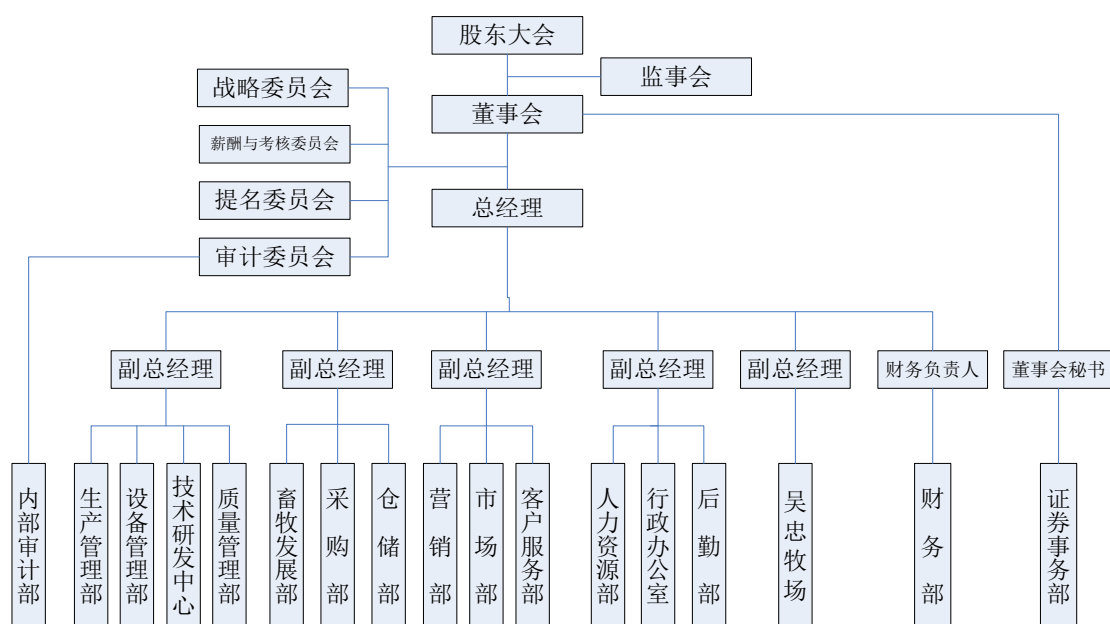 股东大会
监事会
战略委员会
董事会
薪酬与考核委员会
提名委员会
总经理
审计委员会
副总经理
副总经理
副总经理
副总经理
副总经理
财务负责人
董事会秘书
内部审计部
生产管理部
设备管理部
技术研发中心
质量管理部
畜牧发展部
采购部
仓储部
营销部
市场部
客户服务部
人力资源部
行政办公室
后勤部
吴忠牧场
财务部
证券事务部